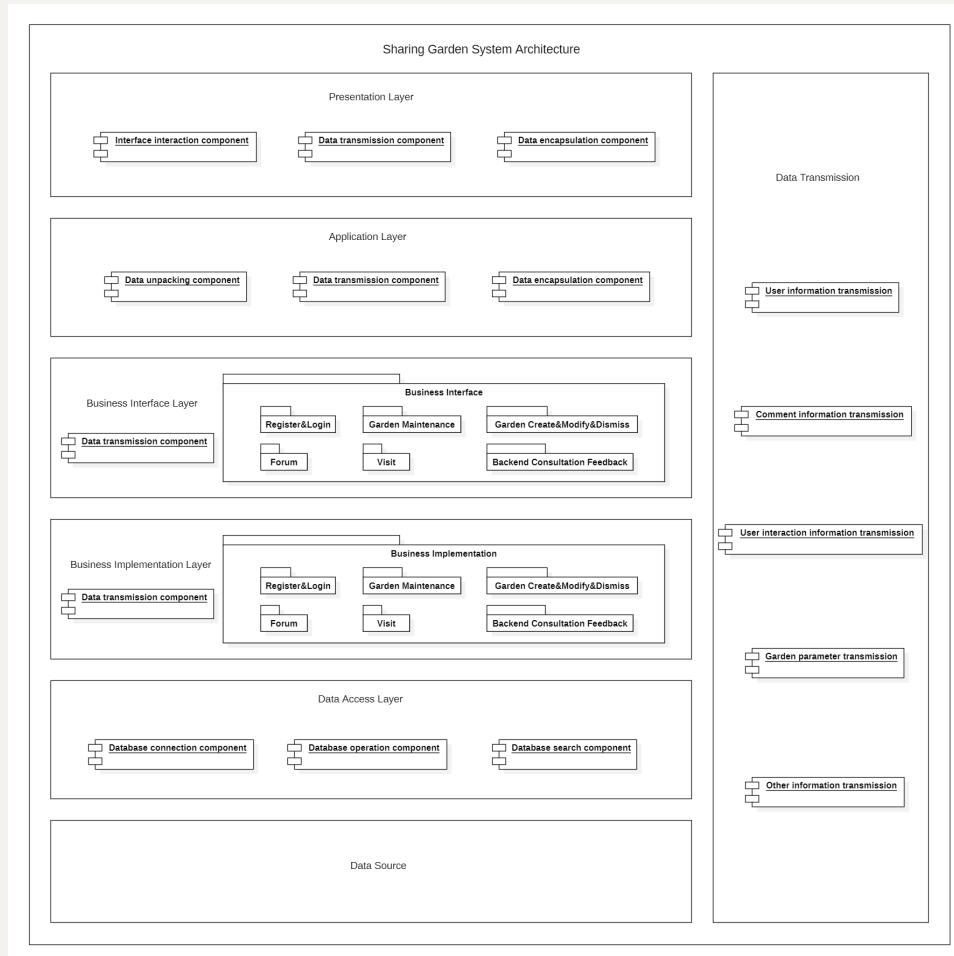 Sharing Garden System Architecture
Presentation Layer
Interface interaction component
Data transmission component
Data encapsulation component
Application Layer
Data unpacking component
Data transmission component
Data encapsulation component
Business Interface Layer
Data transmission component
Business Interface
Register&Login
Garden Maintenance
Garden Create&Modify&Dismiss
Forum
Visit
Backend Consultation Feedback
Business Implementation Layer
Data transmission component
Business Implementation
Register&Login
Garden Maintenance
Garden Create&Modify&Dismiss
Forum
Visit
Backend Consultation Feedback
Data Access Layer
Database connection component
Database operation component
Database search component
Data Source
Data Transmission
User information transmission
Comment information transmission
User interaction information transmission
Garden parameter transmission
Other information transmission